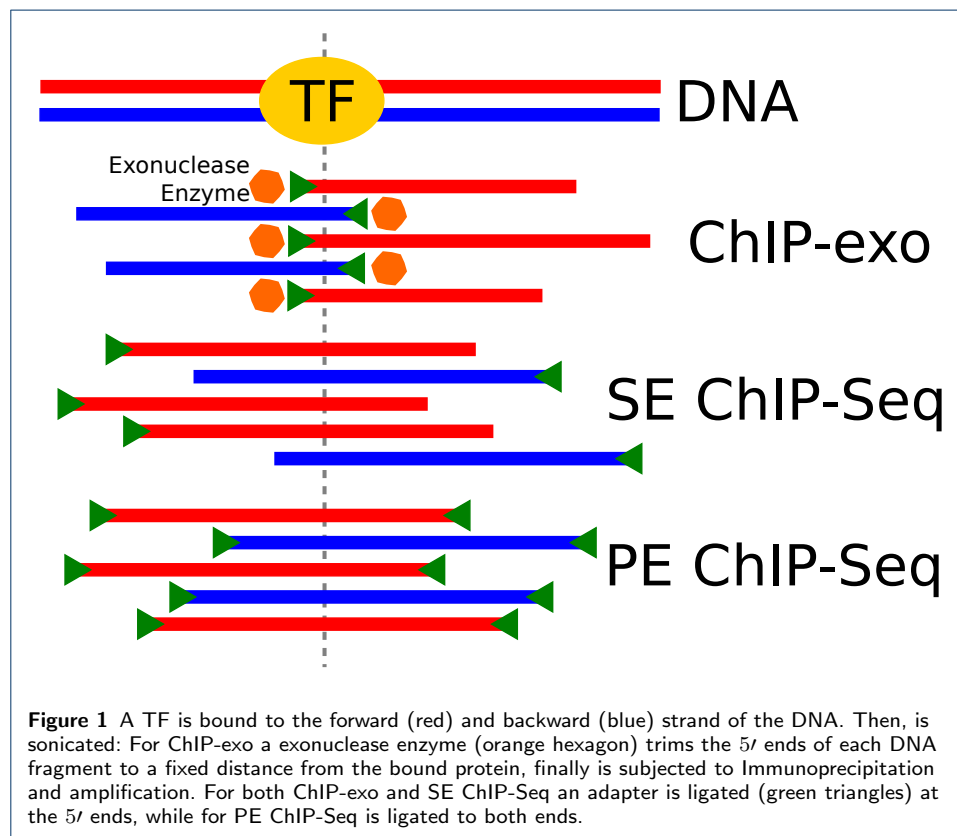 TF
DNA
Exonuclease
Enzyme
ChIP-exo
SE ChIP-Seq
PE ChIP-Seq
Figure 1 A TF is bound to the forward (red) and backward (blue) strand of the DNA. Then, is
sonicated: For ChIP-exo a exonuclease enzyme (orange hexagon) trims the 5′ ends of each DNA
fragment to a fixed distance from the bound protein, finally is subjected to Immunoprecipitation
and amplification. For both ChIP-exo and SE ChIP-Seq an adapter is ligated (green triangles) at
the 5′ ends, while for PE ChIP-Seq is ligated to both ends.